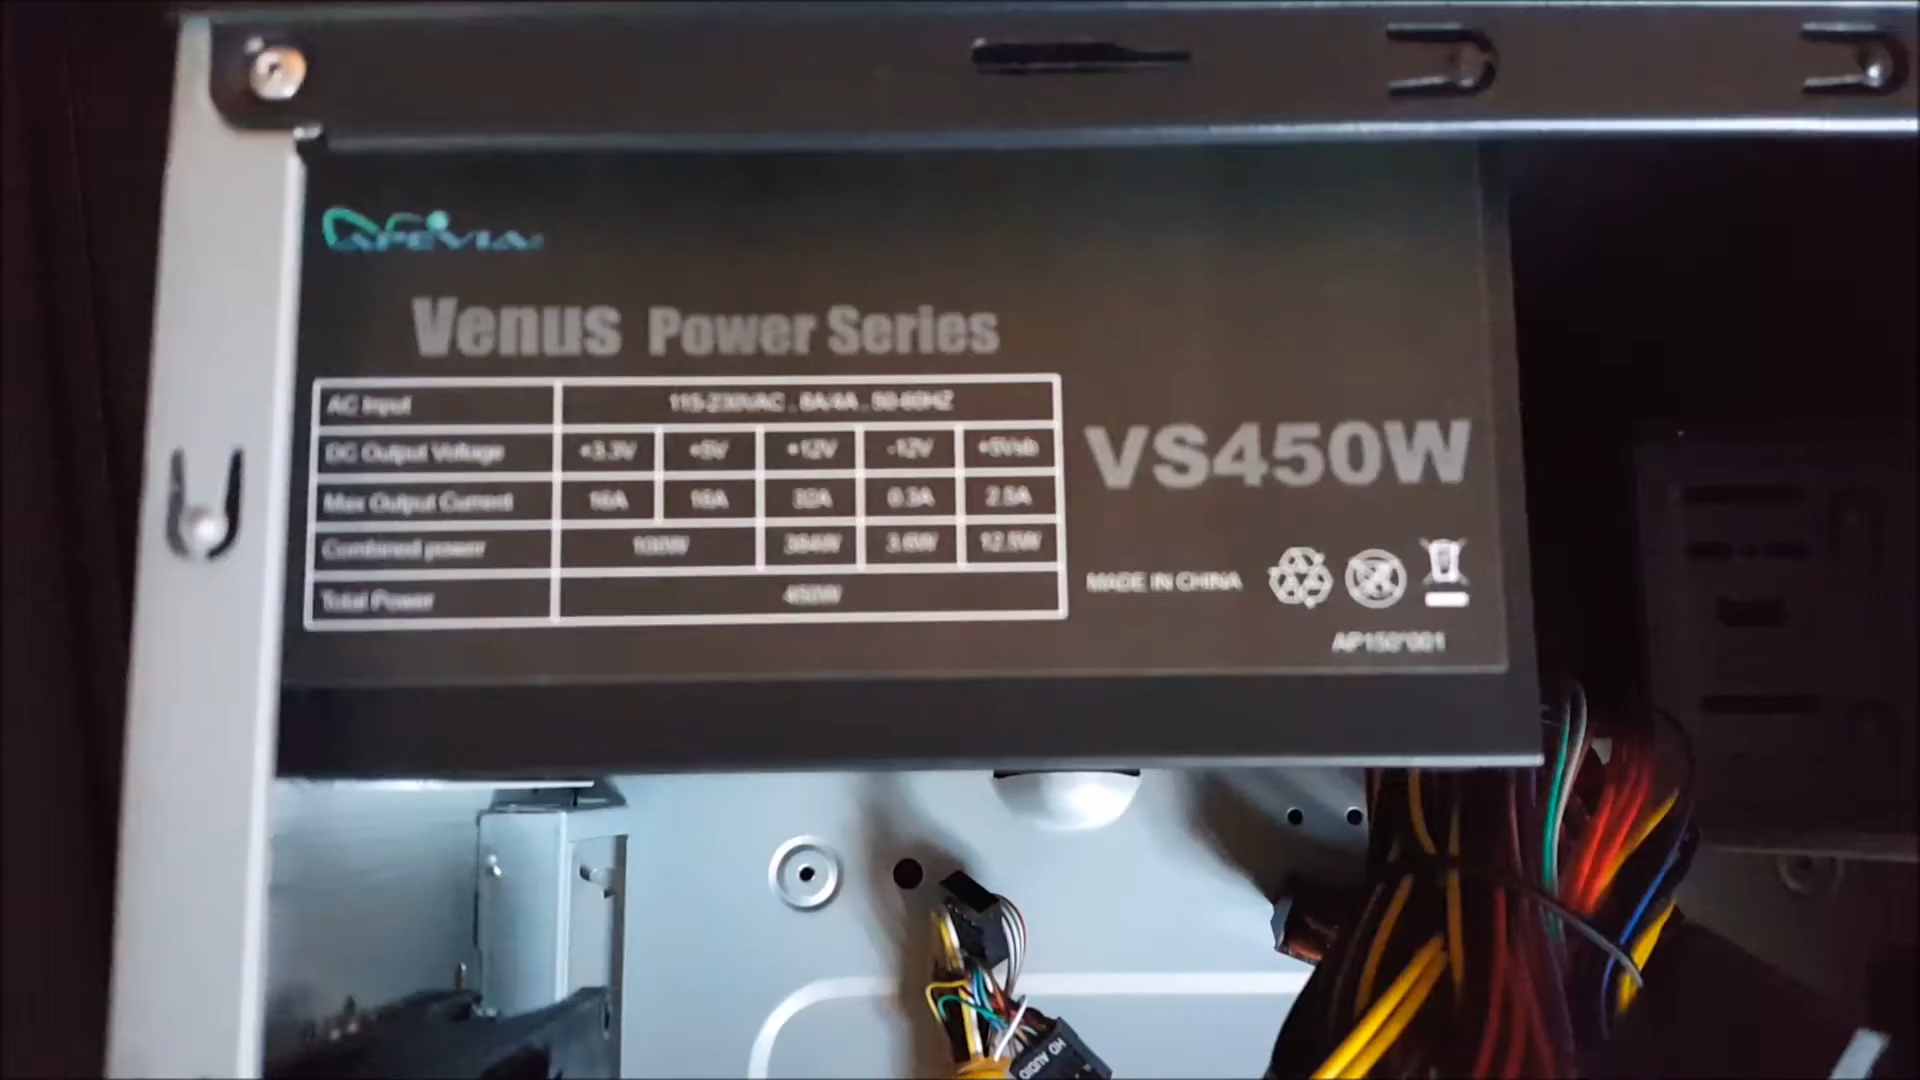 APEVIA
Venus Power Series
AC Input 115-230VAC , 8A/4A , 50-60HZ
DC Output Voltage +3.3V +5V +12V -12V +5Vsb
Max Output Current 16A 16A 32A 0.3A 2.5A
Combined power 100W 384W 3.6W 12.5W
Total Power 450W
VS450W
MADE IN CHINA
AP150*001
HD AUDIO